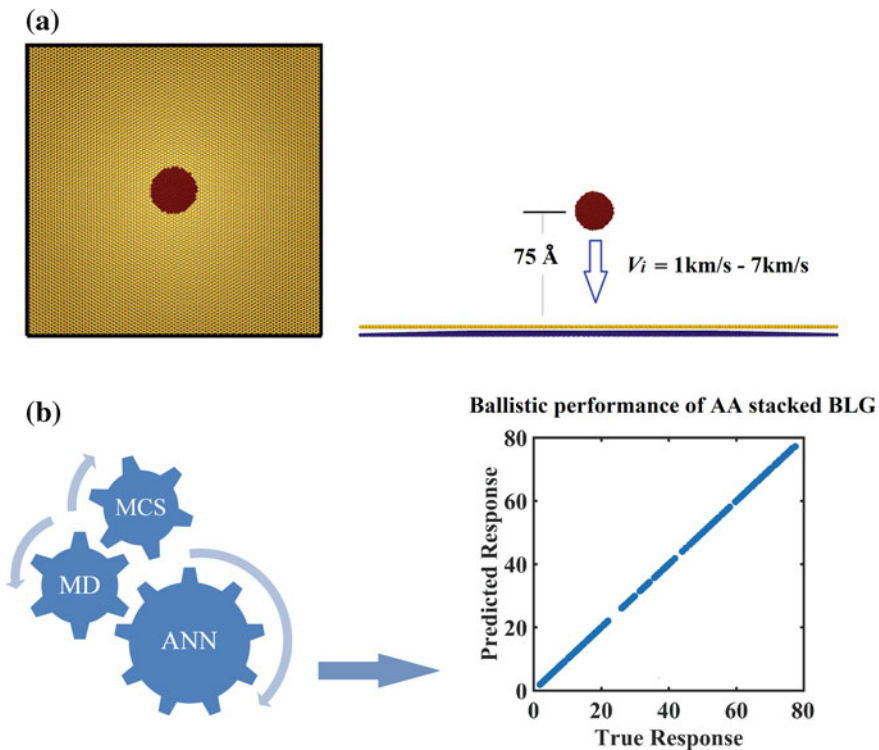 (a)
75 Å
Vi = 1km/s - 7km/s
(b)
MCS
MD
ANN
Ballistic performance of AA stacked BLG
Predicted Response
80
60
40
20
0
0 20 40 60 80
True Response